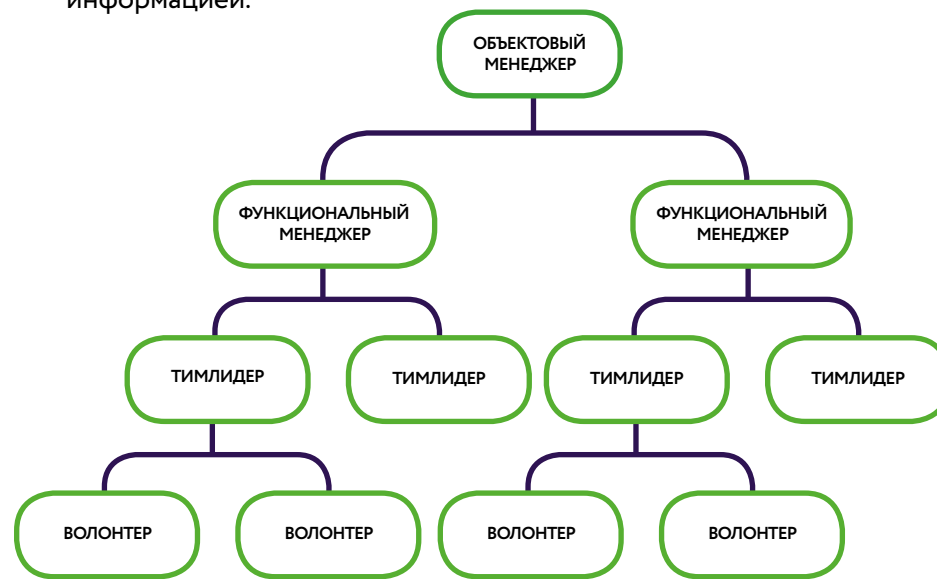 информацией.
ОБЪЕКТОВЫЙ
МЕНЕДЖЕР
ФУНКЦИОНАЛЬНЫЙ
МЕНЕДЖЕР
ФУНКЦИОНАЛЬНЫЙ
МЕНЕДЖЕР
ТИМЛИДЕР
ТИМЛИДЕР
ТИМЛИДЕР
ТИМЛИДЕР
ВОЛОНТЕР
ВОЛОНТЕР
ВОЛОНТЕР
ВОЛОНТЕР